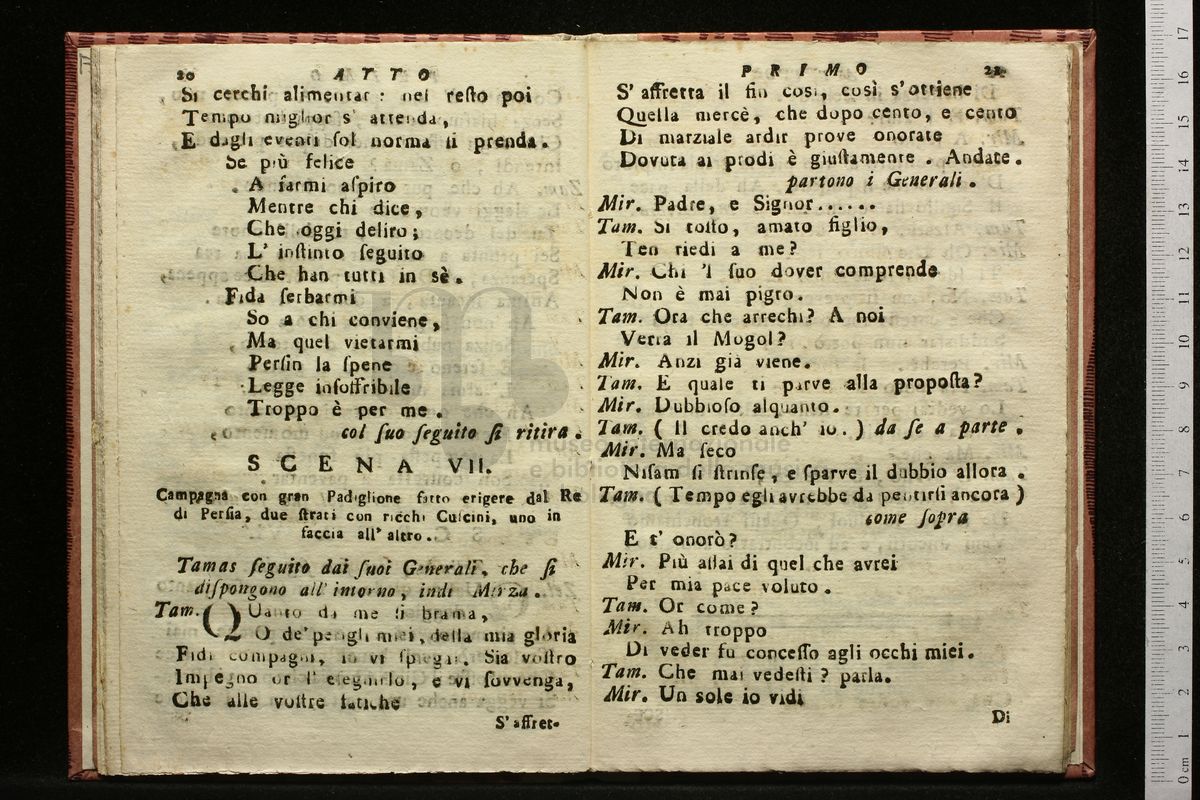 20 ATTO
Si cerchi alimentar : nel reſto poi
Tempo miglior s' attenda,
E dagli eventi ſol norma ſi prenda.
Se più felice
A farmi aſpiro
Mentre chi dice,
Che oggi deliro;
L' inſtinto ſeguito
Che han tutti in sè.
Fida ſerbarmi
So a chi conviene,
Ma quel vietarmi
Perſin la ſpene
Legge inſoffribile
Troppo è per me.
col ſuo ſeguito ſi ritira.
SCENA VII.
Campagna con gran Padiglione fatto erigere dal Re
di Perſia, due ſtrati con ricchi Cuſcini, uno in
faccia all' altro.
Tamas ſeguito dai ſuoi Generali, che ſi
diſpongono all' intorno, indi Mirza.
Tam. QUanto da me ſi brama,
O de' perigli miei, della mia gloria
Fidi compagni, io vi ſpiegai. Sia voſtro
Impegno or l' eſeguirlo, e vi ſovvenga,
Che alle voſtre fatiche
S' affret-
PRIMO 21
S' affretta il fin così, così s' ottiene
Quella mercè, che dopo cento, e cento
Di marziale ardir prove onorate
Dovuta ai prodi è giuſtamente. Andate.
partono i Generali.
Mir. Padre, e Signor......
Tam. Sì toſto, amato figlio,
Ten riedi a me?
Mir. Chi 'l ſuo dover comprende
Non è mai pigro.
Tam. Ora che arrechi? A noi
Verrà il Mogol?
Mir. Anzi già viene.
Tam. E quale ti parve alla propoſta?
Mir. Dubbioſo alquanto.
Tam. ( Il credo anch' io. ) da ſe a parte.
Mir. Ma ſeco
Niſam ſi ſtrinſe, e ſparve il dubbio allora.
Tam. ( Tempo egli avrebbe da pentirſi ancora )
come ſopra
E t' onorò?
Mir. Più aſſai di quel che avrei
Per mia pace voluto.
Tam. Or come?
Mir. Ah troppo
Di veder fu conceſſo agli occhi miei.
Tam. Che mai vedeſti? parla.
Mir. Un sole io vidi
Di